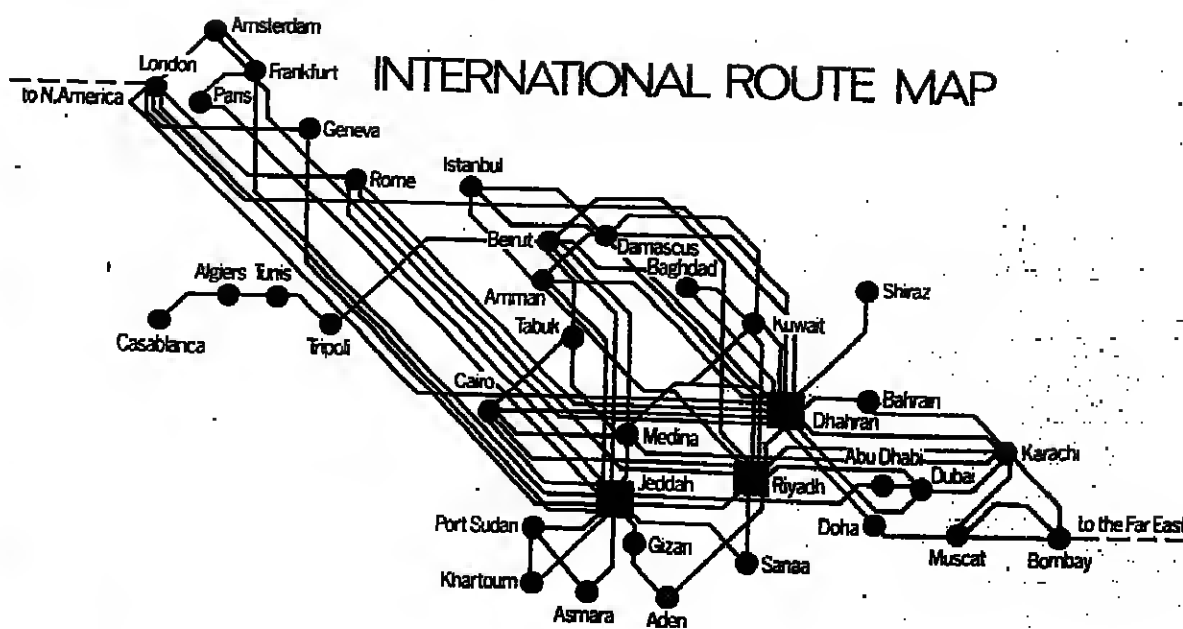 INTERNATIONAL ROUTE MAP
Amsterdam
London
Frankfurt
to N.America
Paris
Geneva
Rome
Istanbul
Beirut
Damascus
Baghdad
Algiers
Tunis
Amman
Shiraz
Tabuk
Kuwait
Casablanca
Tripoli
Cairo
Bahrain
Dhahran
Medina
Abu Dhabi
Karachi
Jeddah
Riyadh
Dubai
Port Sudan
Doha
to the Far East
Gizan
Muscat
Bombay
Sanaa
Khartoum
Asmara
Aden